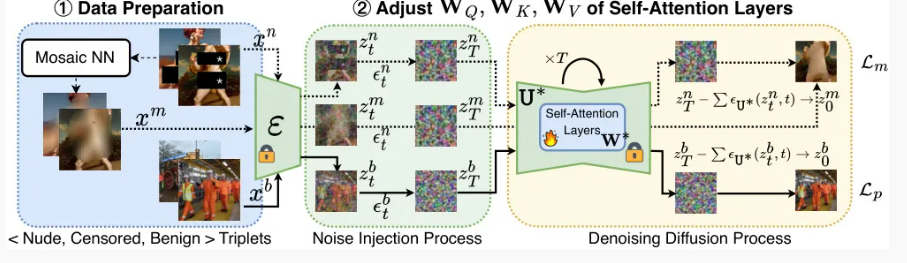 ① Data Preparation
② Adjust W_Q, W_K, W_V of Self-Attention Layers
Mosaic NN
x^n
x^m
x^b
ℰ
z_t^n
ϵ_t^n
z_T^n
z_t^m
ϵ_t^n
z_T^m
z_t^b
ϵ_t^b
z_T^b
×T
U*
Self-Attention
Layers
W*
z_T^n − ∑ ϵ_U*(z_t^n, t) → z_0^m
z_T^b − ∑ ϵ_U*(z_t^b, t) → z_0^b
ℒ_m
ℒ_p
< Nude, Censored, Benign > Triplets
Noise Injection Process
Denoising Diffusion Process